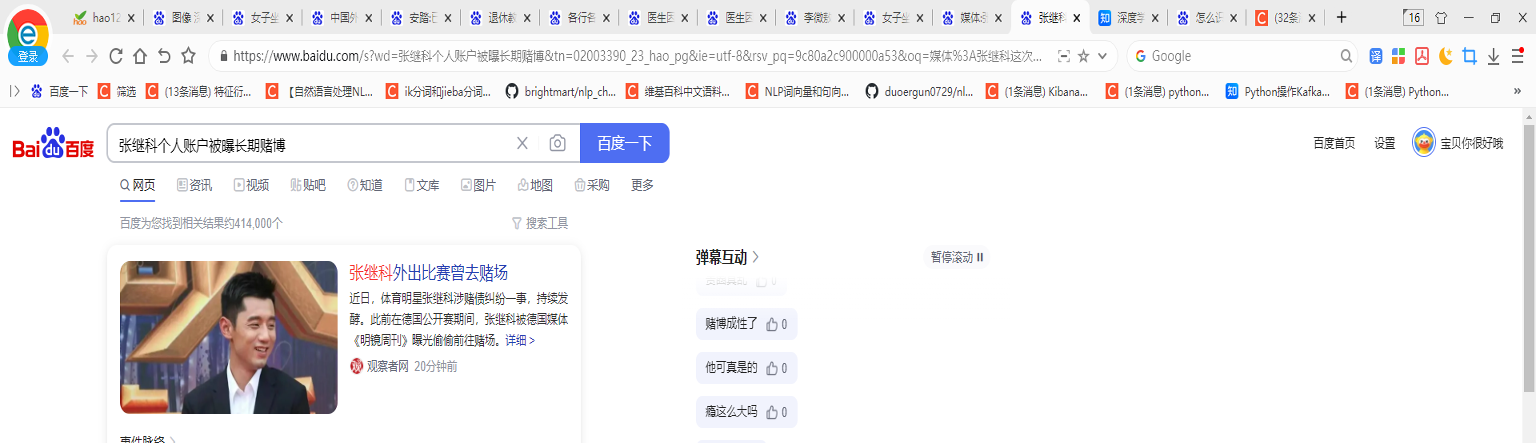 hao12
图像
女子坐
中国外
安踏:已
退休教
各行各
医生因
医生因
李微敖
女子坐
媒体:张
张继科
深度学
怎么评
(32条
16
登录
https://www.baidu.com/s?wd=张继科个人账户被曝长期赌博&tn=02003390_23_hao_pg&ie=utf-8&rsv_pq=9c80a2c900000a53&oq=媒体%3A张继科这次...
Google
百度一下
筛选
(13条消息) 特征衍...
【自然语言处理NL...
ik分词和jieba分词...
brightmart/nlp_ch...
维基百科中文语料...
NLP词向量和句向...
duoergun0729/nl...
(1条消息) Kibana...
(1条消息) python...
Python操作Kafka...
(1条消息) Python...
»
Bai du 百度
张继科个人账户被曝长期赌博
百度一下
百度首页
设置
宝贝你很好哦
网页
资讯
视频
贴吧
知道
文库
图片
地图
采购
更多
百度为您找到相关结果约414,000个
搜索工具
张继科外出比赛曾去赌场
近日，体育明星张继科涉赌债纠纷一事，持续发
酵。此前在德国公开赛期间，张继科被德国媒体
《明镜周刊》曝光偷偷前往赌场。详细 >
观察者网 20分钟前
事件脉络
弹幕互动
暂停滚动
赌博成性了 0
他可真是的 0
瘾这么大吗 0